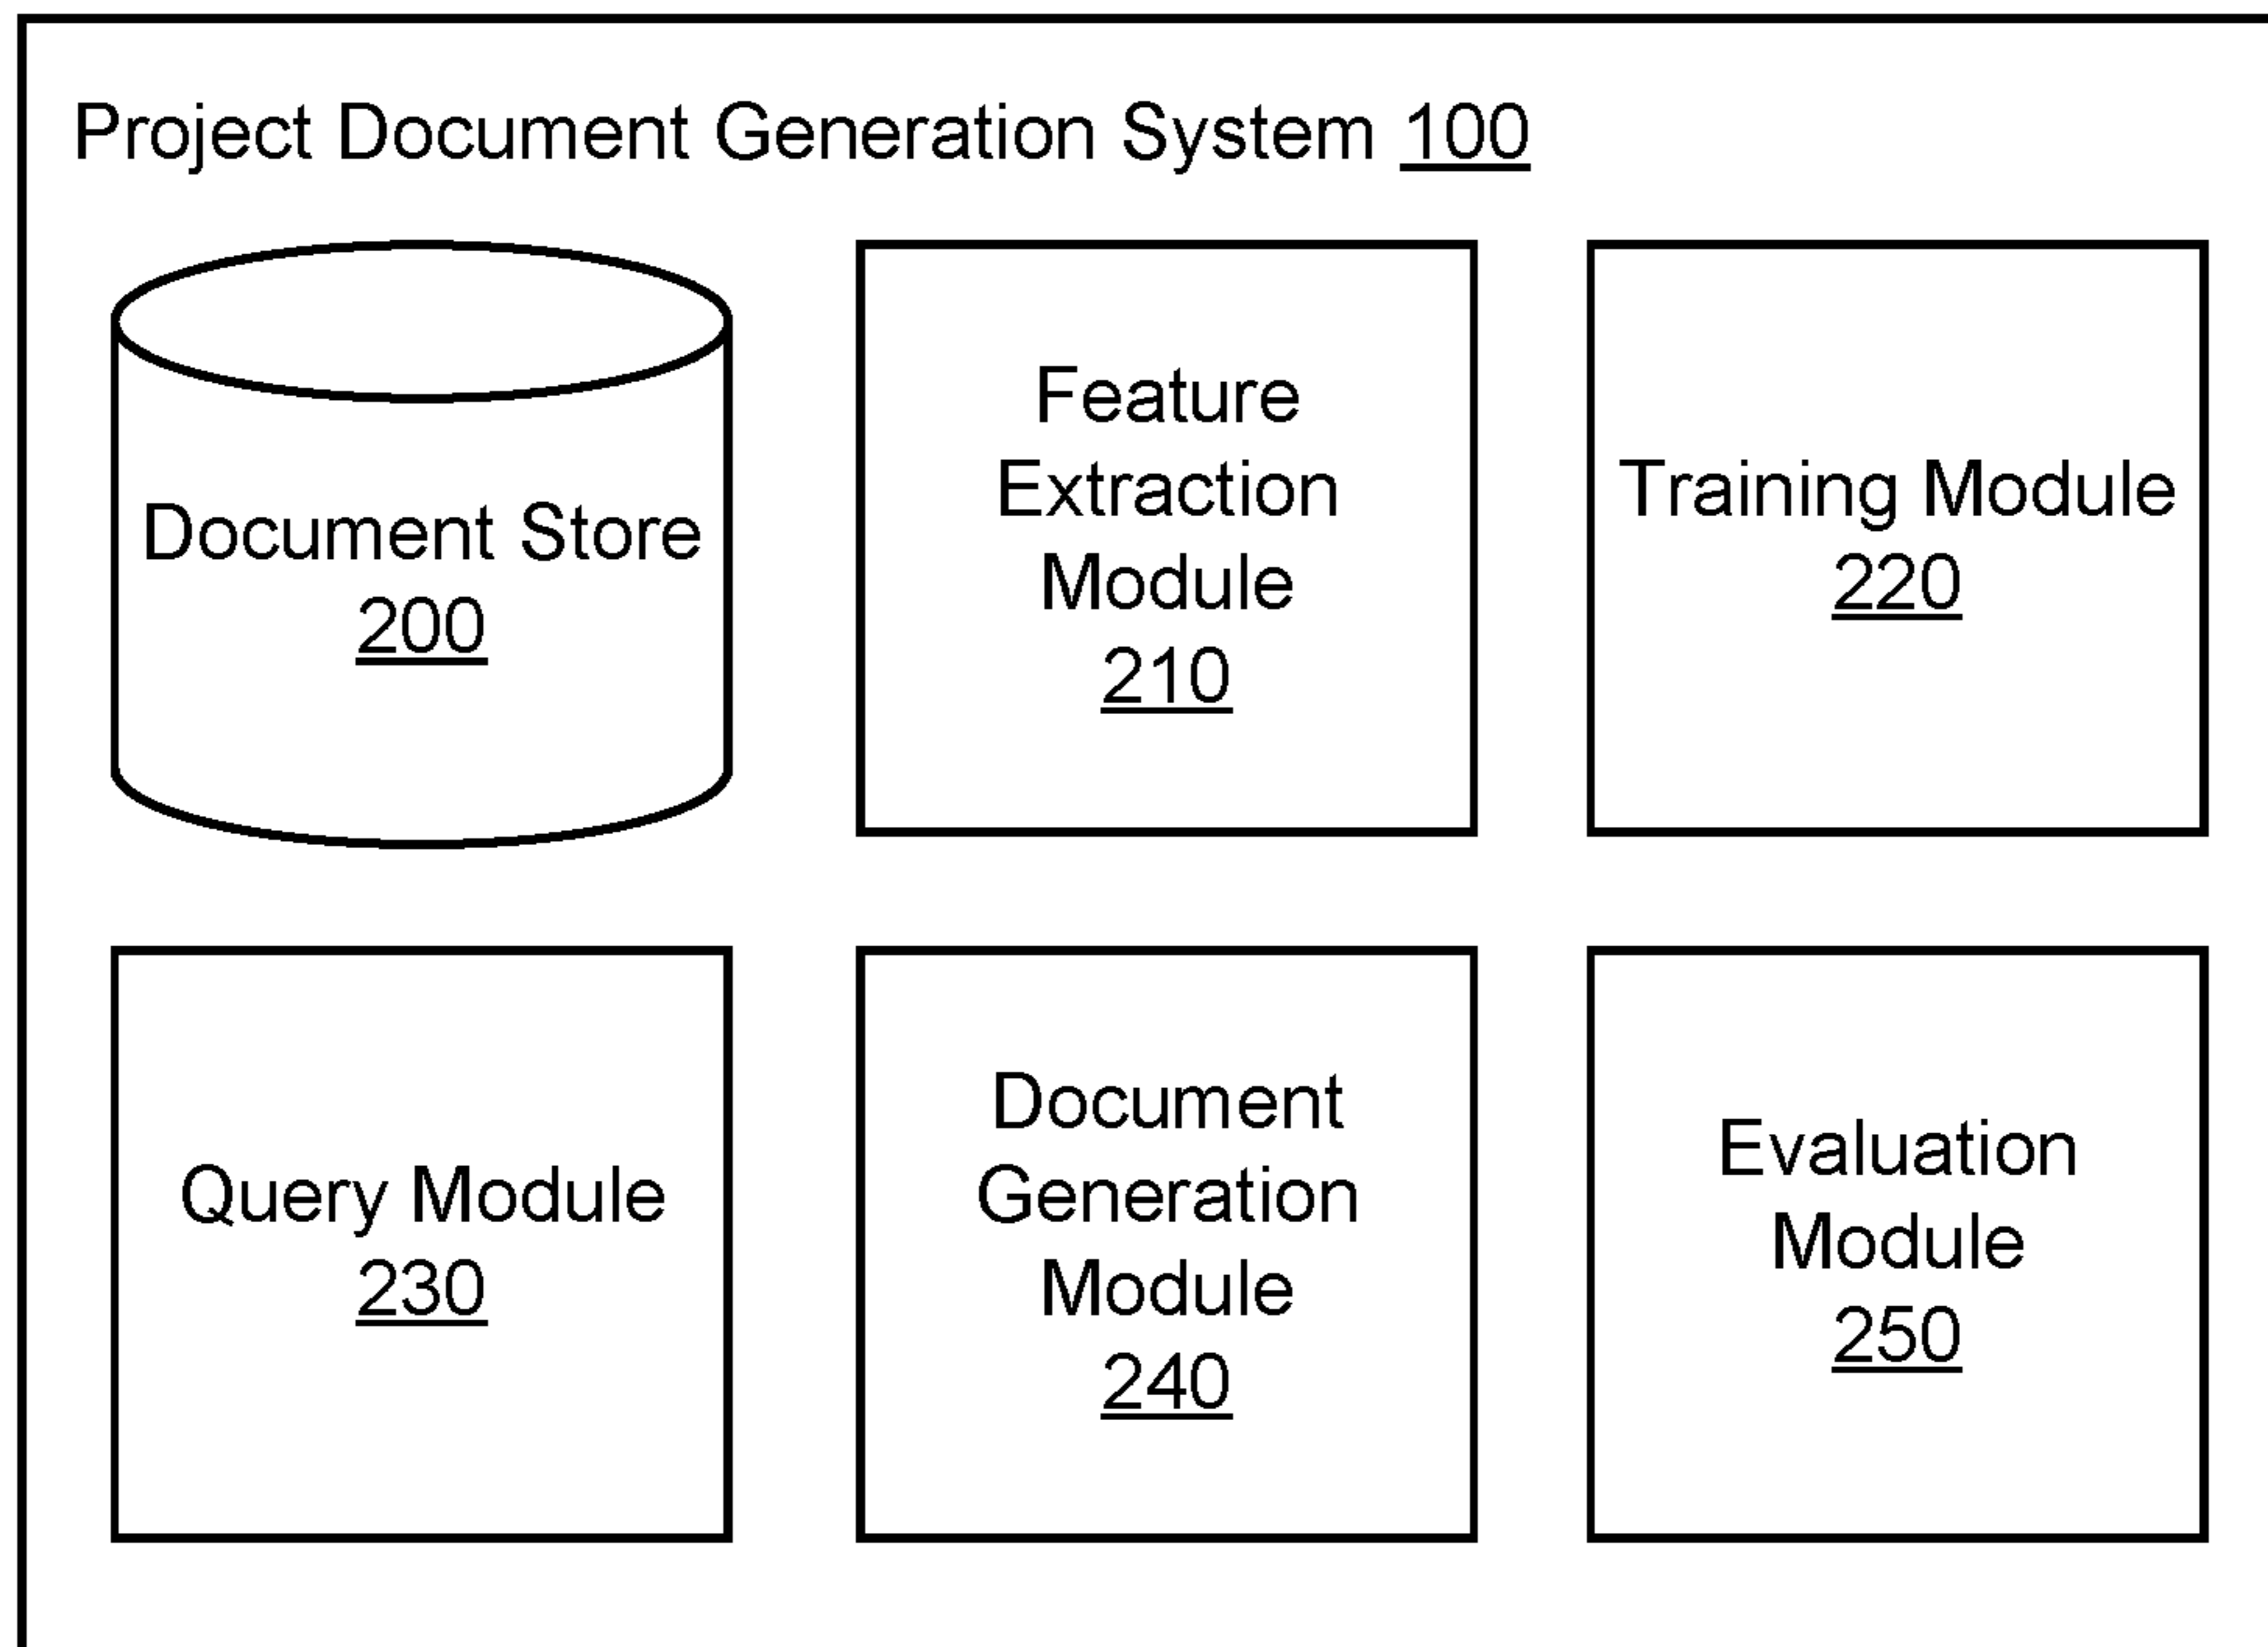 Project Document Generation System 100
Document Store
200
Feature
Extraction
Module
210
Training Module
220
Query Module
230
Document
Generation
Module
240
Evaluation
Module
250